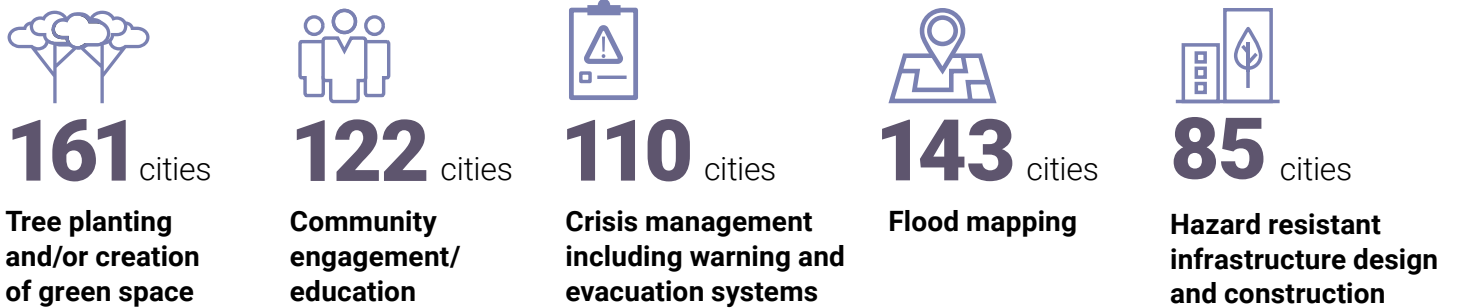 161 cities
Tree planting
and/or creation
of green space
122 cities
Community
engagement/
education
110 cities
Crisis management
including warning and
evacuation systems
143 cities
Flood mapping
85 cities
Hazard resistant
infrastructure design
and construction